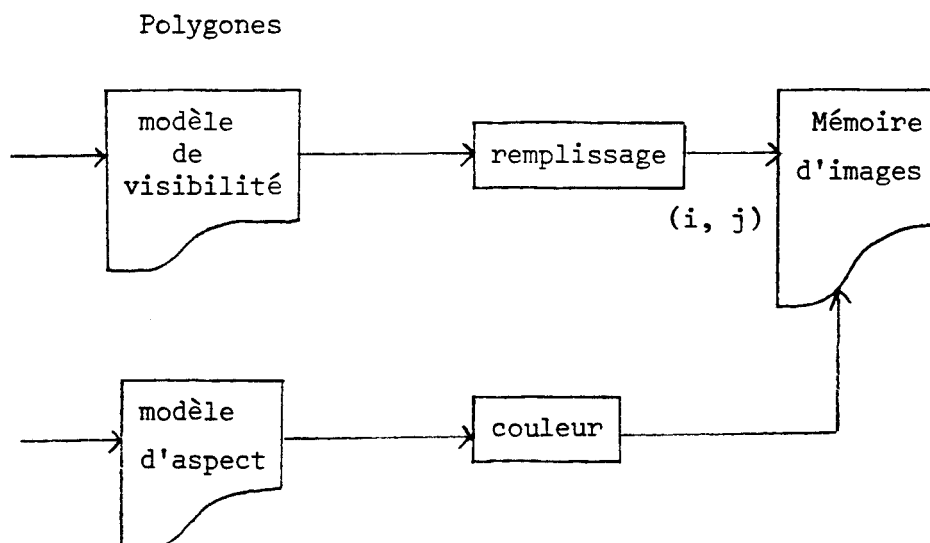 Polygones
modèle
de
visibilité
remplissage
(i, j)
Mémoire
d'images
modèle
d'aspect
couleur